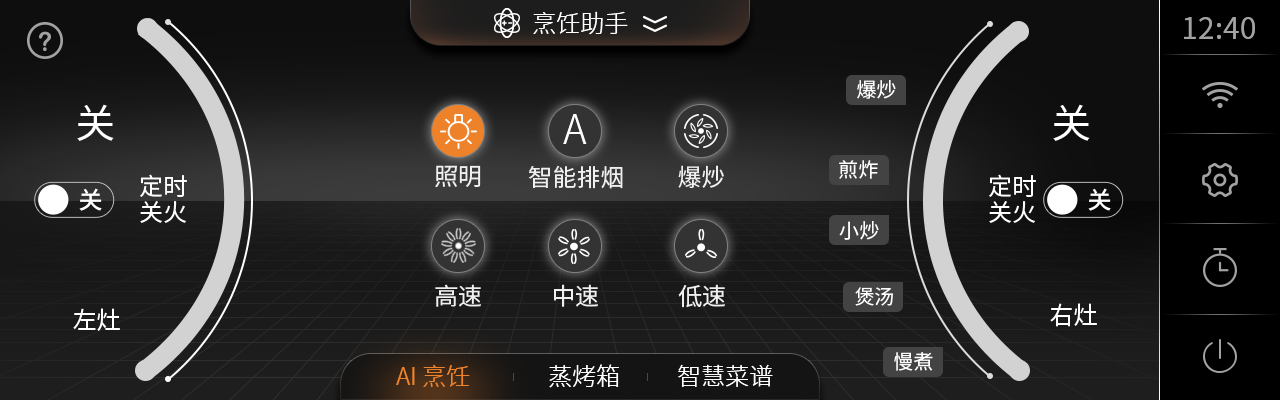 烹饪助手
12:40
关
定时
关火
关
左灶
照明
A
智能排烟
爆炒
高速
中速
低速
爆炒
煎炸
小炒
煲汤
慢煮
关
定时
关火
关
右灶
AI 烹饪
蒸烤箱
智慧菜谱